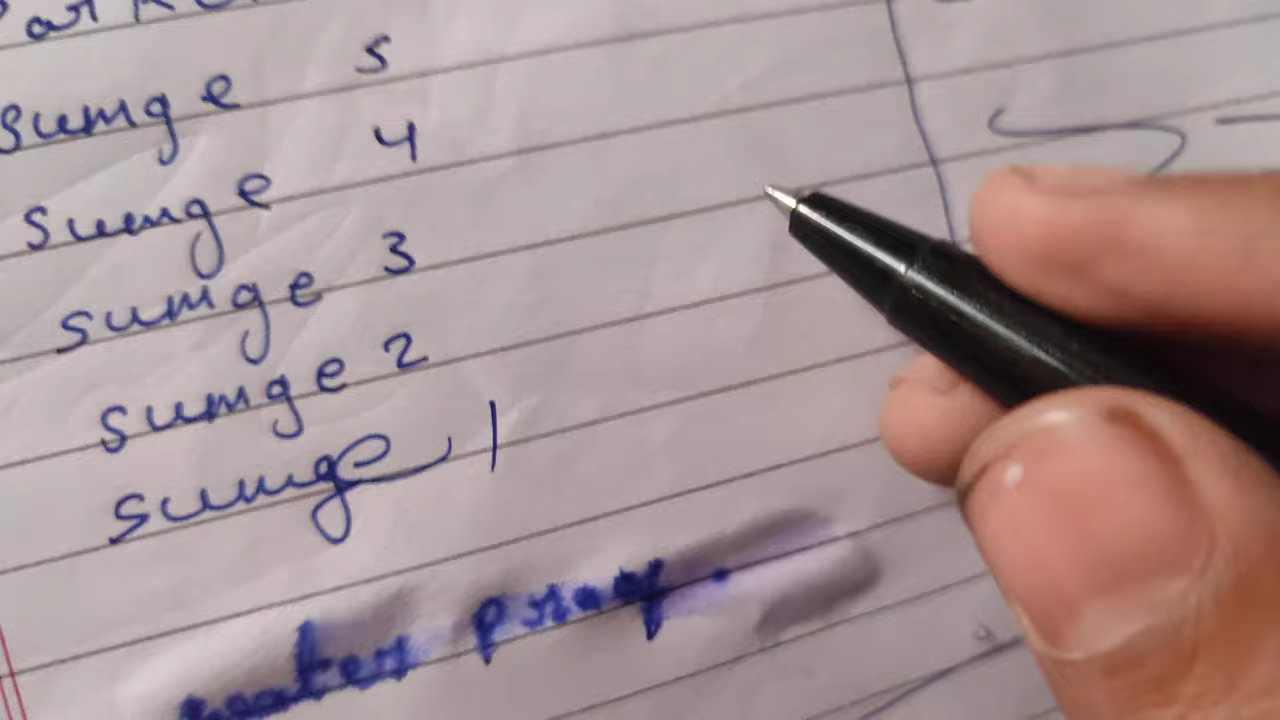 sumge 5
sumge 4
sumge 3
sumge 2
sumge 1
water proof.